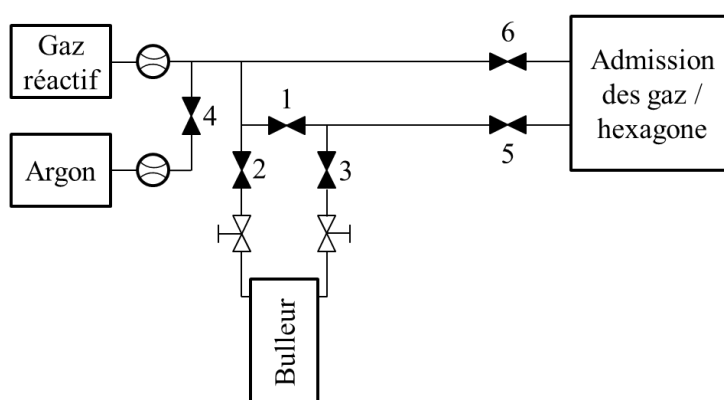 Gaz
réactif
6
Admission
des gaz /
hexagone
1
4
5
Argon
2
3
Bulleur